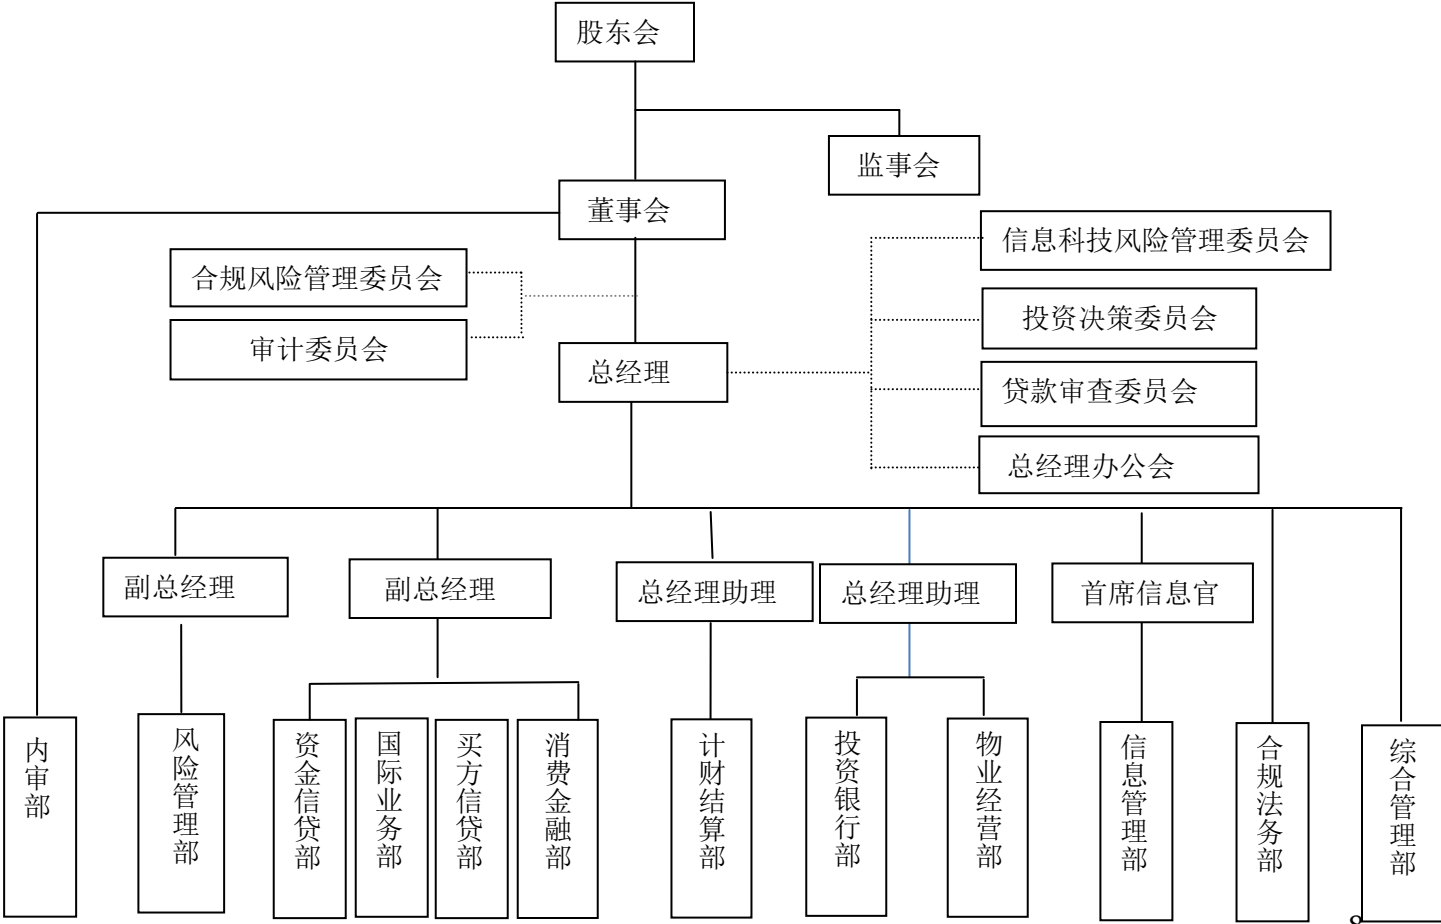 股东会
监事会
董事会
信息科技风险管理委员会
合规风险管理委员会
投资决策委员会
审计委员会
总经理
贷款审查委员会
总经理办公会
副总经理
副总经理
总经理助理
总经理助理
首席信息官
内审部
风险管理部
资金信贷部
国际业务部
买方信贷部
消费金融部
计财结算部
投资银行部
物业经营部
信息管理部
合规法务部
综合管理部